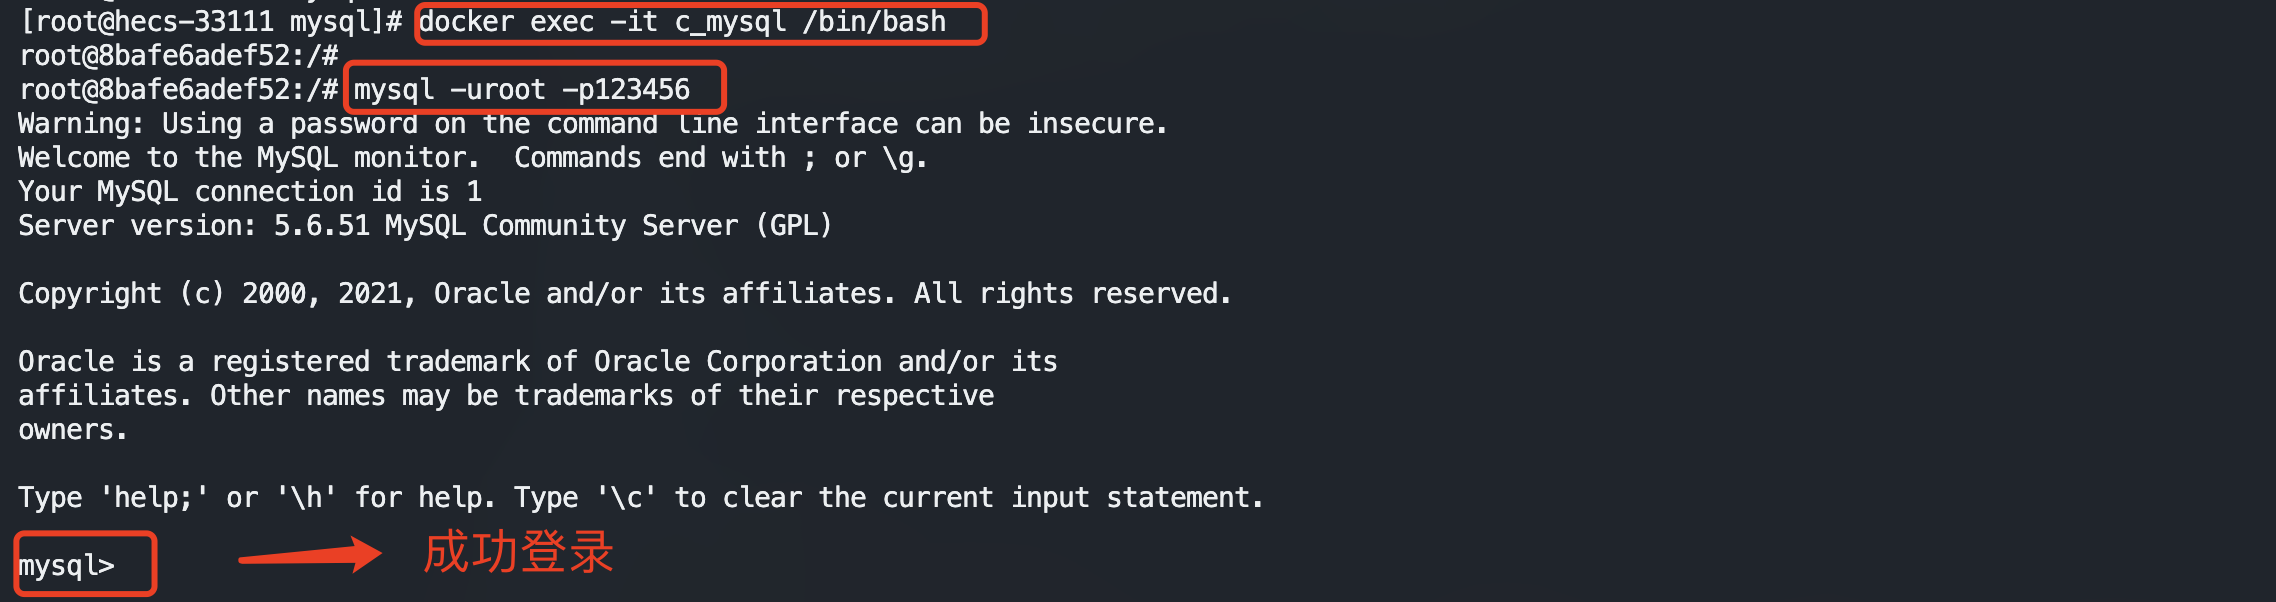 [root@hecs-33111 mysql]# docker exec -it c_mysql /bin/bash
root@8bafe6adef52:/#
root@8bafe6adef52:/# mysql -uroot -p123456
Warning: Using a password on the command line interface can be insecure.
Welcome to the MySQL monitor.  Commands end with ; or \g.
Your MySQL connection id is 1
Server version: 5.6.51 MySQL Community Server (GPL)
Copyright (c) 2000, 2021, Oracle and/or its affiliates. All rights reserved.
Oracle is a registered trademark of Oracle Corporation and/or its
affiliates. Other names may be trademarks of their respective
owners.
Type 'help;' or '\h' for help. Type '\c' to clear the current input statement.
mysql> 成功登录